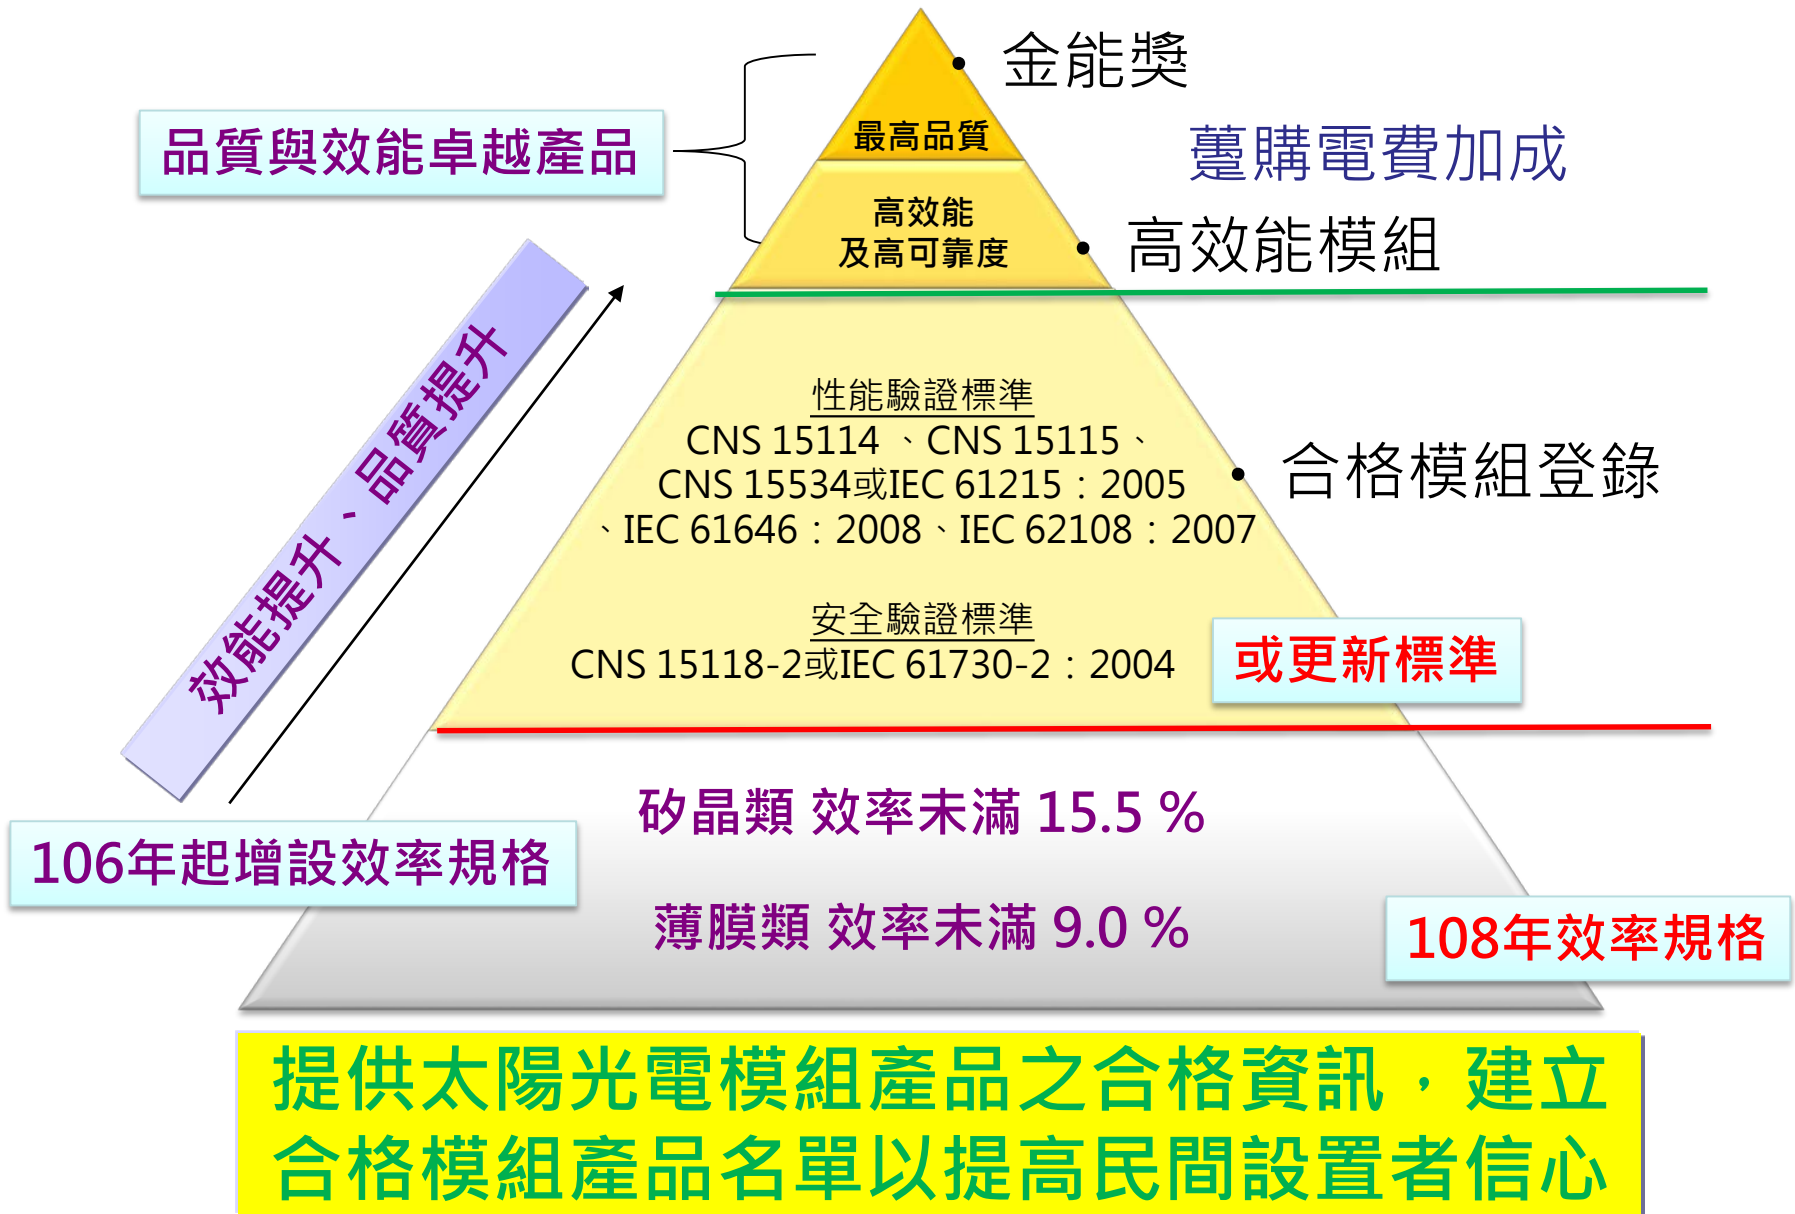 金能獎
最高品質
品質與效能卓越產品
躉購電費加成
高效能
及高可靠度
高效能模組
效能提升、品質提升
性能驗證標準
CNS 15114 、CNS 15115、
CNS 15534或IEC 61215：2005
、IEC 61646：2008、IEC 62108：2007
合格模組登錄
安全驗證標準
CNS 15118-2或IEC 61730-2：2004
或更新標準
矽晶類 效率未滿 15.5 %
106年起增設效率規格
薄膜類 效率未滿 9.0 %
108年效率規格
提供太陽光電模組產品之合格資訊，建立
合格模組產品名單以提高民間設置者信心